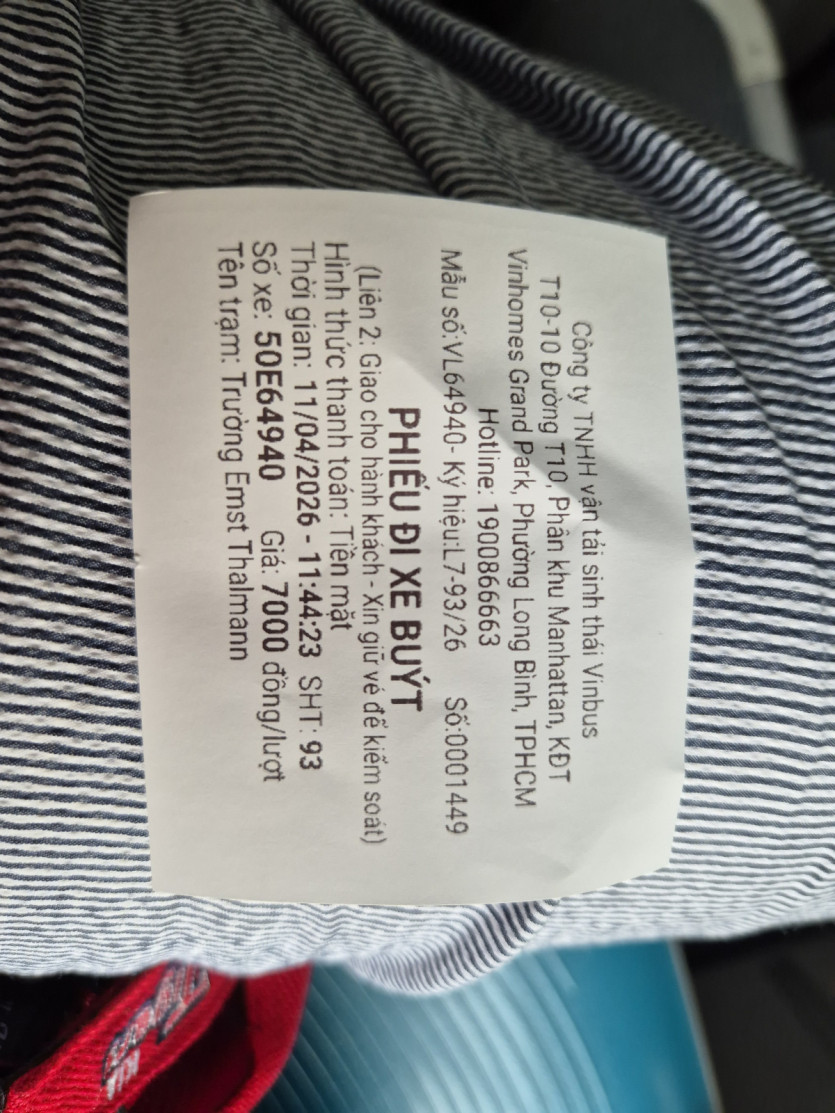 Công ty TNHH vận tải sinh thái Vinbus
T10-10 Đường T10, Phân khu Manhattan, KĐT
Vinhomes Grand Park, Phường Long Bình, TPHCM
Hotline: 1900866663
Mẫu số:VL64940- Ký hiệu:L7-93/26 Số:0001449
PHIẾU ĐI XE BUÝT
(Liên 2: Giao cho hành khách - Xin giữ vé để kiểm soát)
Hình thức thanh toán: Tiền mặt
Thời gian: 11/04/2026 - 11:44:23 SHT: 93
Số xe: 50E64940 Giá: 7000 đồng/lượt
Tên trạm: Trường Ernst Thalmann